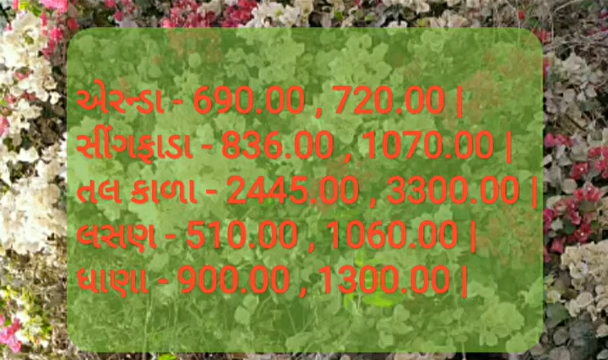 એરન્ડા - 690.00 , 720.00 |
સીંગફાડા - 836.00 , 1070.00 |
તલ કાળા - 2445.00 , 3300.00 |
લસણ - 510.00 , 1060.00 |
ધાણા - 900.00 , 1300.00 |